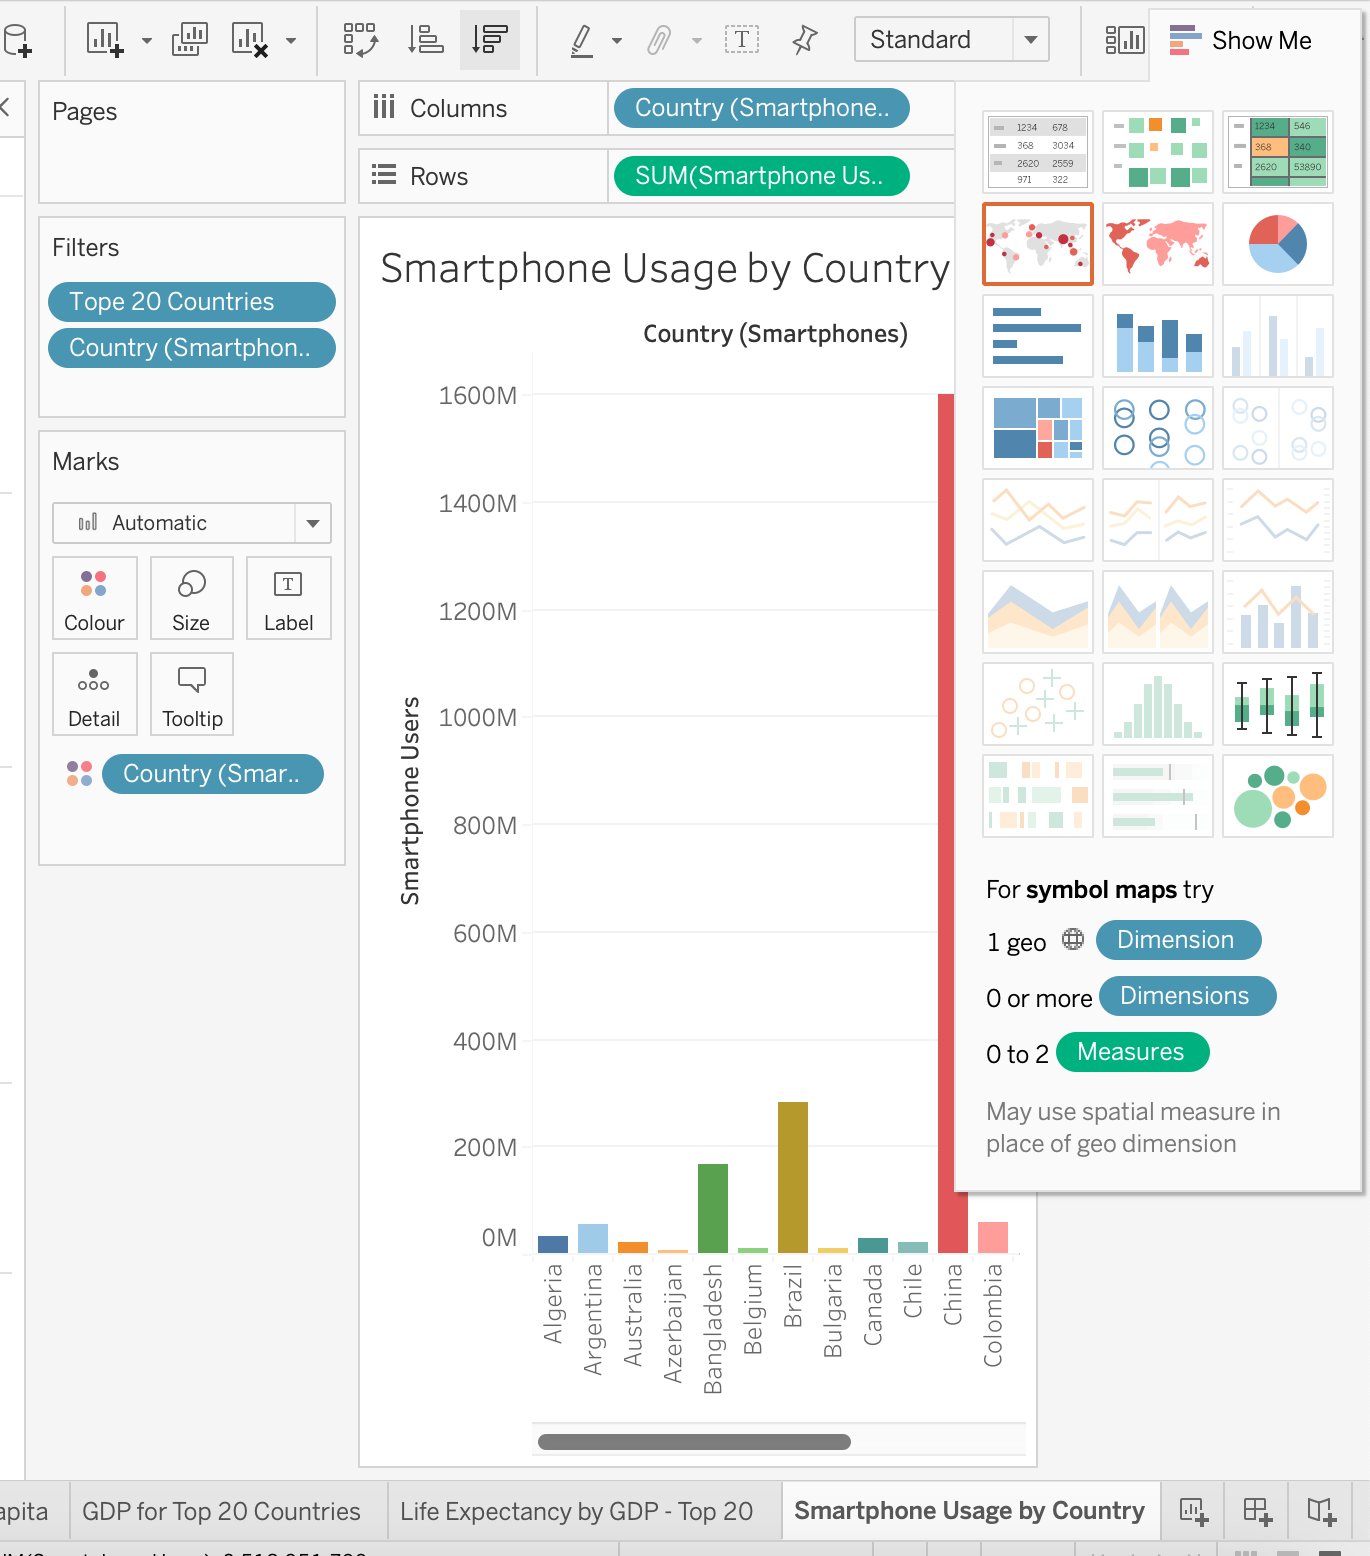 Standard
Show Me
Pages
Columns
Country (Smartphone..
Rows
SUM(Smartphone Us..
Filters
Tope 20 Countries
Country (Smartphon..
Marks
Automatic
Colour
Size
Label
Detail
Tooltip
Country (Smar..
Smartphone Usage by Country
Country (Smartphones)
Smartphone Users
1600M
1400M
1200M
1000M
800M
600M
400M
200M
0M
Algeria
Argentina
Australia
Azerbaijan
Bangladesh
Belgium
Brazil
Bulgaria
Canada
Chile
China
Colombia
1234 678
368 3034
2620 2559
971 322
1234 546
368 340
2620 53890
For symbol maps try
1 geo Dimension
0 or more Dimensions
0 to 2 Measures
May use spatial measure in
place of geo dimension
apita
GDP for Top 20 Countries
Life Expectancy by GDP - Top 20
Smartphone Usage by Country